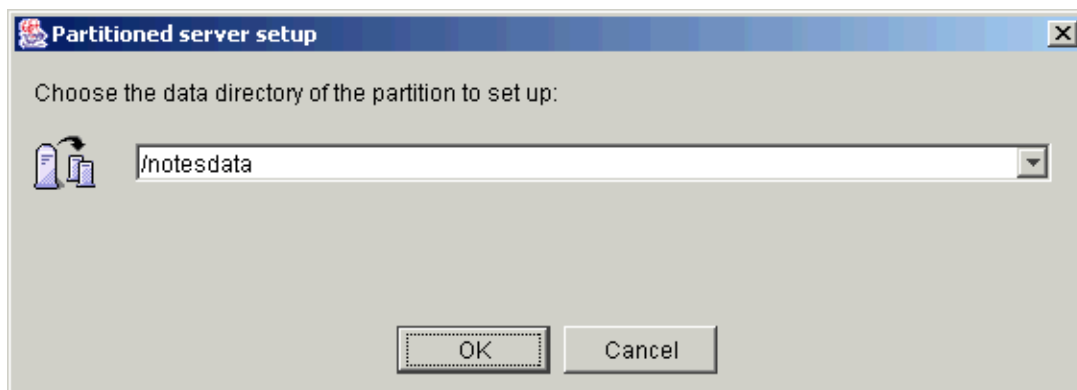 Partitioned server setup
Choose the data directory of the partition to set up:
/notesdata
OK Cancel